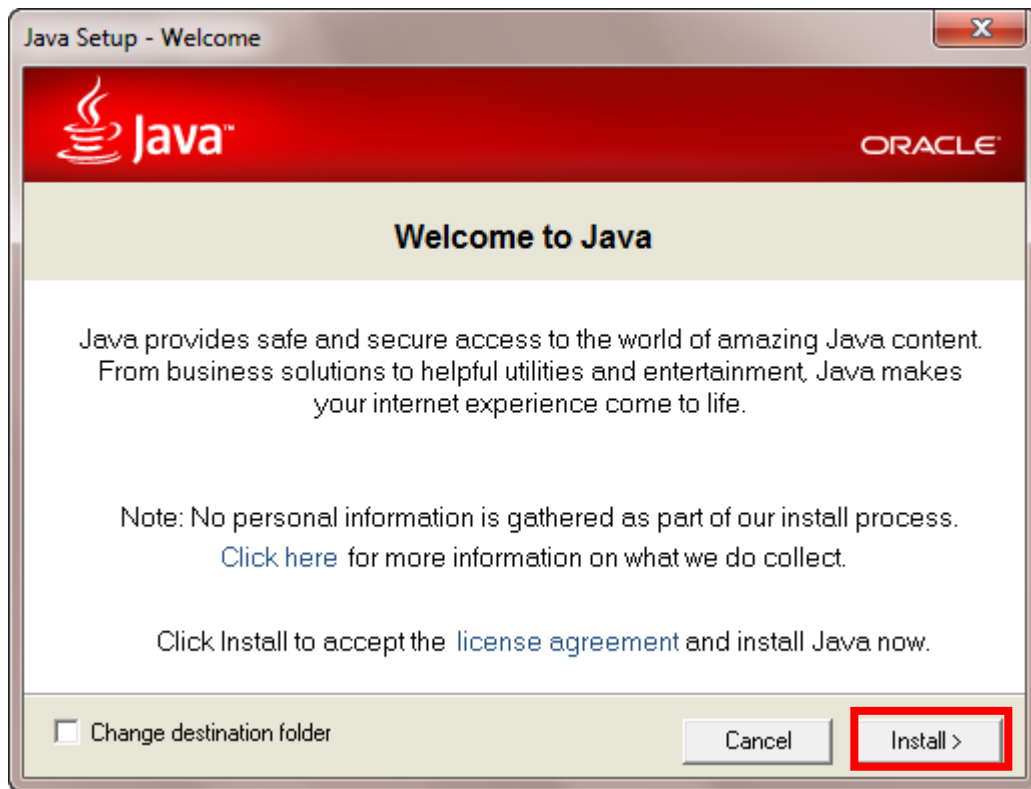 Java Setup - Welcome
Java™
ORACLE
Welcome to Java
Java provides safe and secure access to the world of amazing Java content.
From business solutions to helpful utilities and entertainment, Java makes
your internet experience come to life.
Note: No personal information is gathered as part of our install process.
Click here for more information on what we do collect.
Click Install to accept the license agreement and install Java now.
Change destination folder
Cancel
Install >